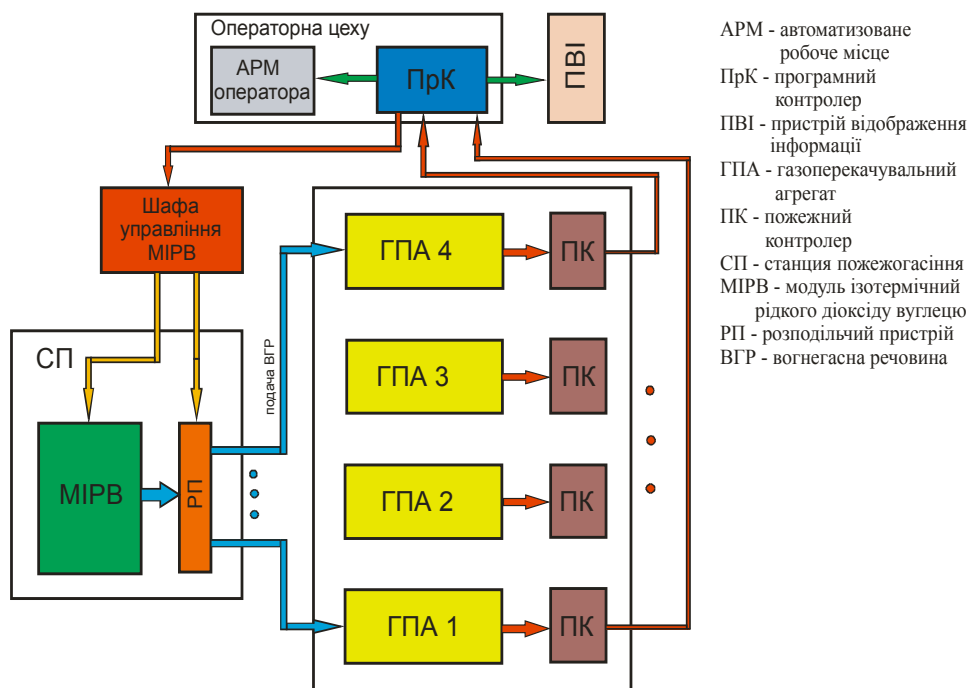 Операторна цеху
АРМ
оператора
ПрК
ПВІ
Шафа
управління
МІРВ
СП
МІРВ
РП
подача ВГР
ГПА 4
ПК
ГПА 3
ПК
ГПА 2
ПК
ГПА 1
ПК
АРМ - автоматизоване
робоче місце
ПрК - програмний
контролер
ПВІ - пристрій відображення
інформації
ГПА - газоперекачувальний
агрегат
ПК - пожежний
контролер
СП - станция пожежогасіння
МІРВ - модуль ізотермічний
рідкого діоксіду вуглецю
РП - розподільчий пристрій
ВГР - вогнегасна речовина